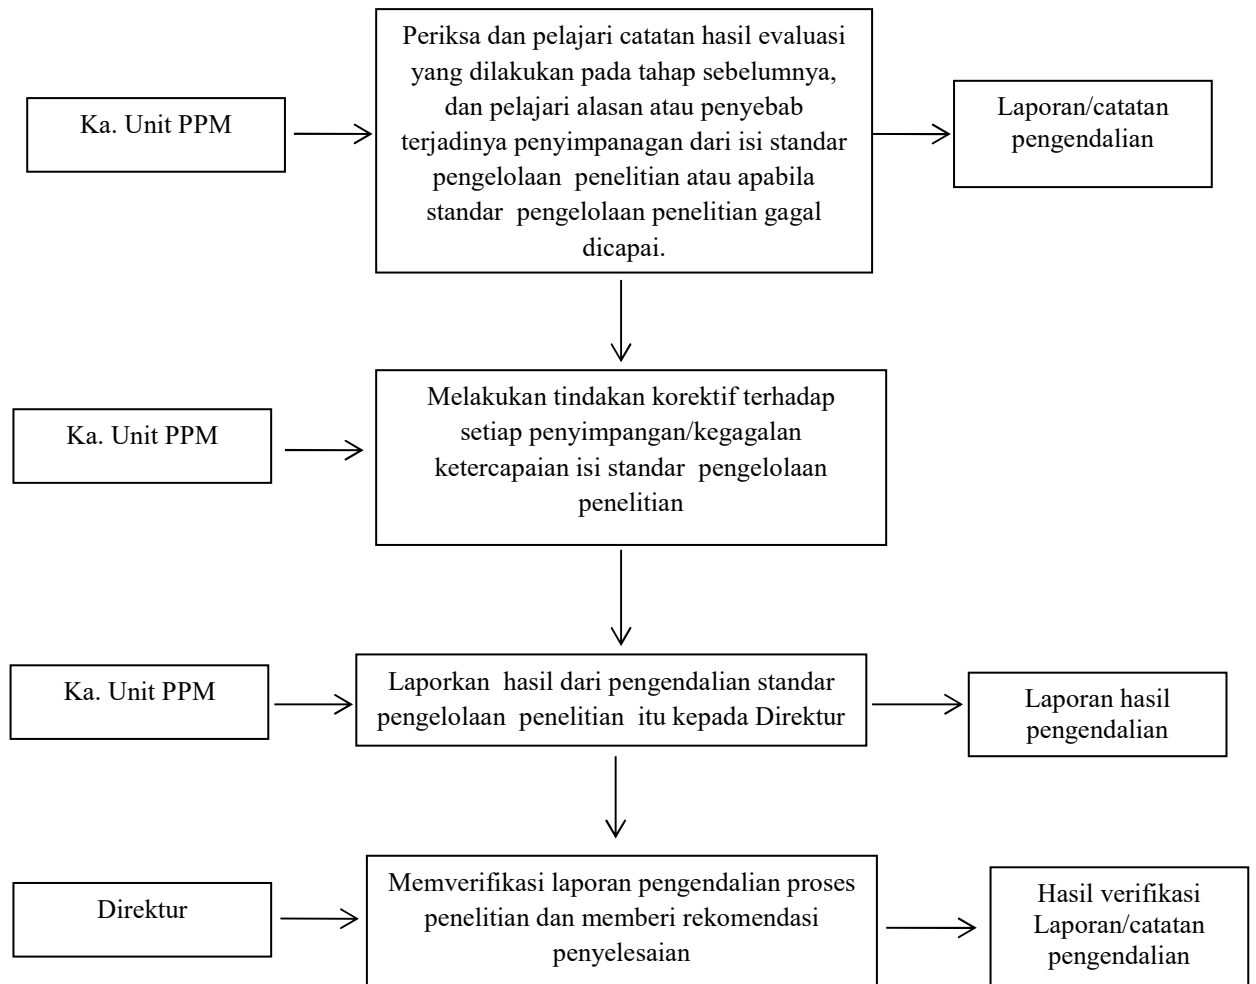 Ka. Unit PPM
Periksa dan pelajari catatan hasil evaluasi
yang dilakukan pada tahap sebelumnya,
dan pelajari alasan atau penyebab
terjadinya penyimpanagan dari isi standar
pengelolaan  penelitian atau apabila
standar  pengelolaan penelitian gagal
dicapai.
Laporan/catatan
pengendalian
Ka. Unit PPM
Melakukan tindakan korektif terhadap
setiap penyimpangan/kegagalan
ketercapaian isi standar  pengelolaan
penelitian
Ka. Unit PPM
Laporkan  hasil dari pengendalian standar
pengelolaan  penelitian  itu kepada Direktur
Laporan hasil
pengendalian
Direktur
Memverifikasi laporan pengendalian proses
penelitian dan memberi rekomendasi
penyelesaian
Hasil verifikasi
Laporan/catatan
pengendalian